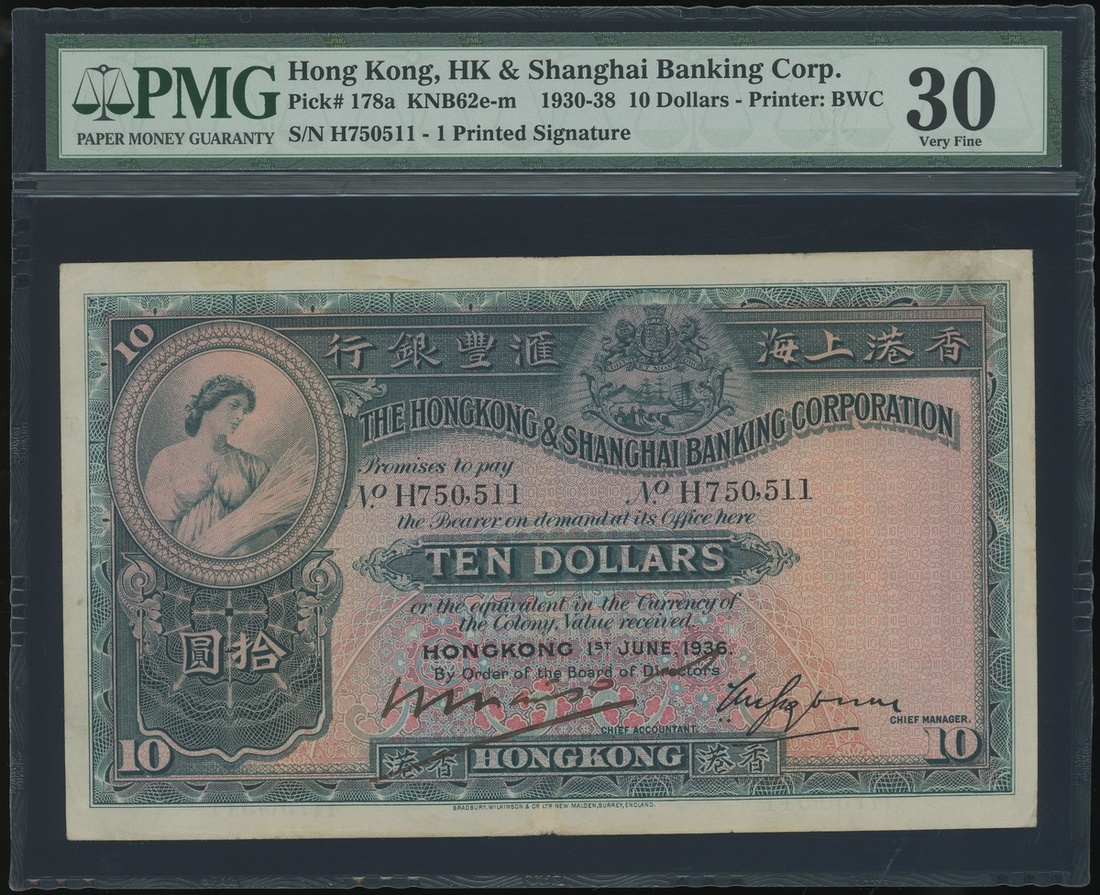 PMG
PAPER MONEY GUARANTY
Hong Kong, HK & Shanghai Banking Corp.
Pick# 178a KNB62e-m 1930-38 10 Dollars - Printer: BWC
S/N H750511 - 1 Printed Signature
30
Very Fine
10
行銀豐滙 海上港香
THE HONGKONG & SHANGHAI BANKING CORPORATION
Promises to pay
No H750,511 No H750,511
the Bearer on demand at its Office here
TEN DOLLARS
or the equivalent in the Currency of
the Colony, Value received.
圓拾
HONGKONG 1ST JUNE, 1936.
By Order of the Board of Directors
CHIEF ACCOUNTANT
CHIEF MANAGER.
10 港香 HONGKONG 港香 10
BRADBURY, WILKINSON & Co LTD NEW MALDEN, SURREY, ENGLAND.